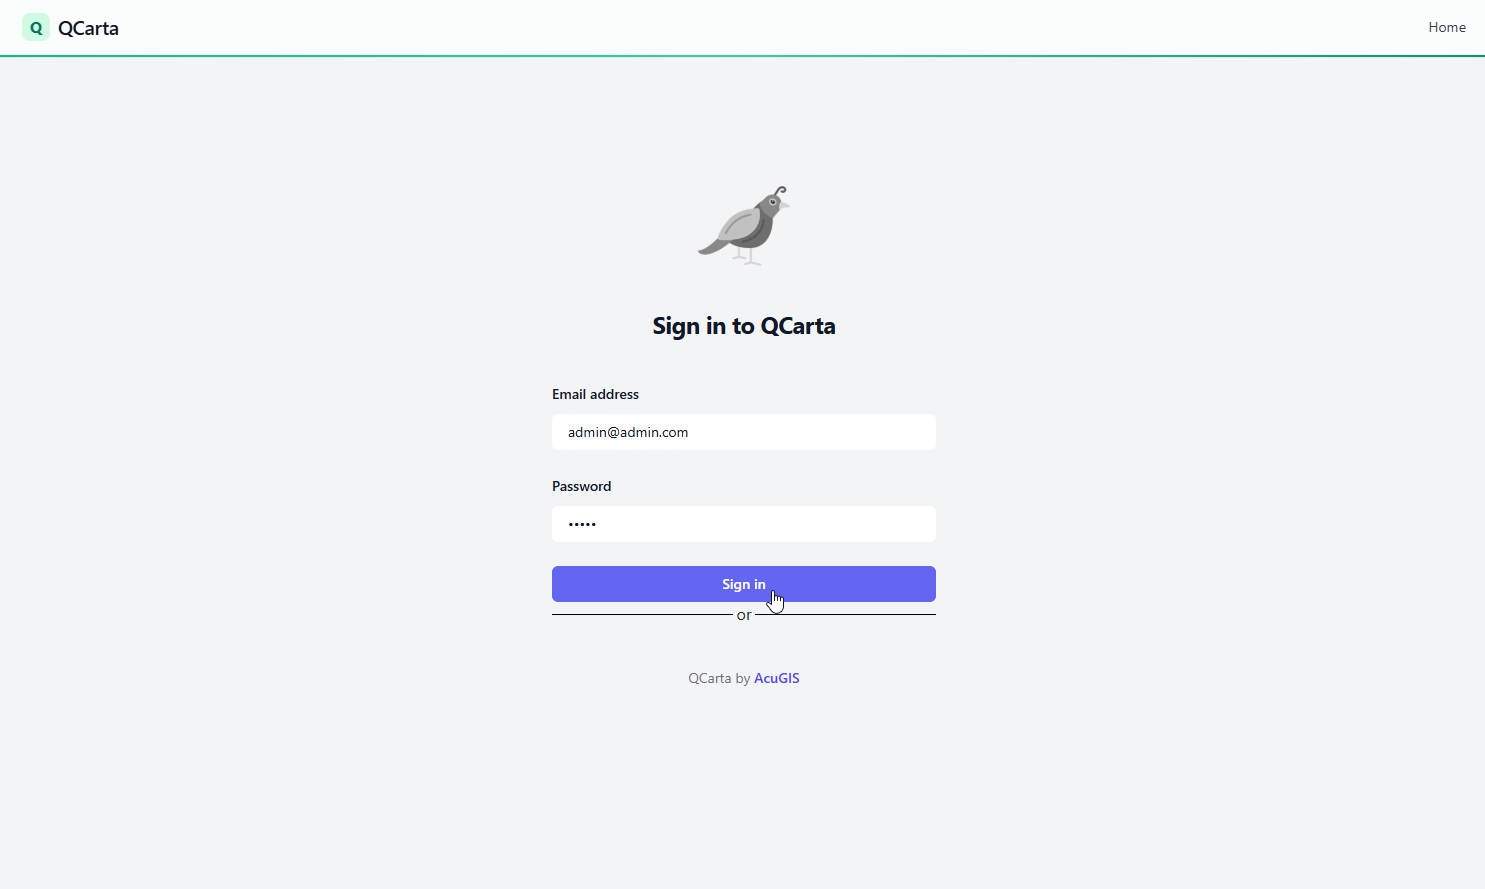 Q QCarta
Home
Sign in to QCarta
Email address
admin@admin.com
Password
•••••
Sign in
or
QCarta by AcuGIS